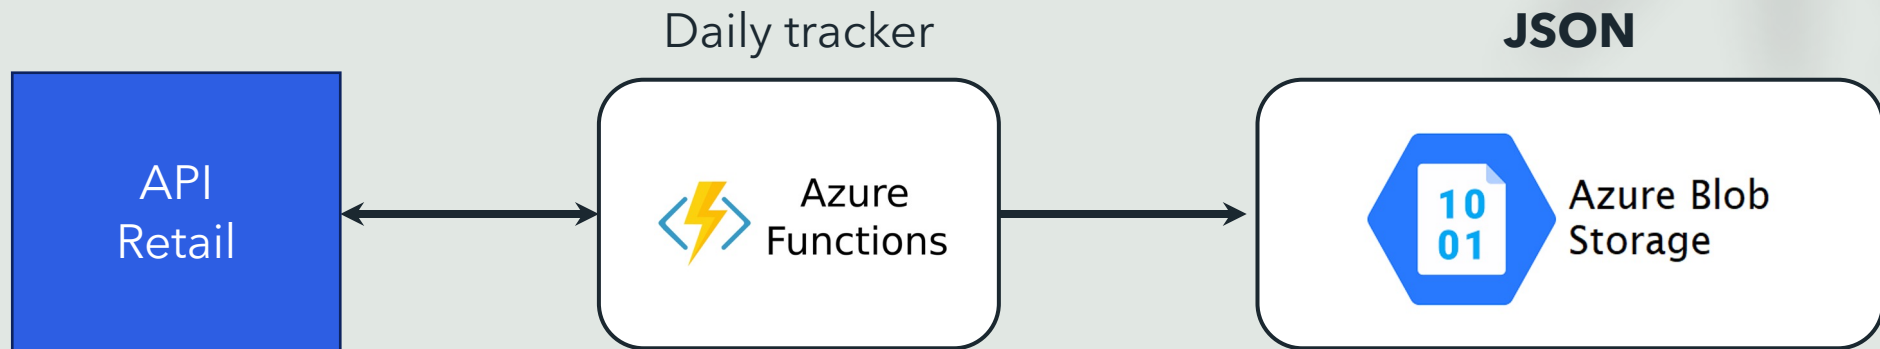 Daily tracker
JSON
API
Retail
Azure
Functions
10
01
Azure Blob
Storage